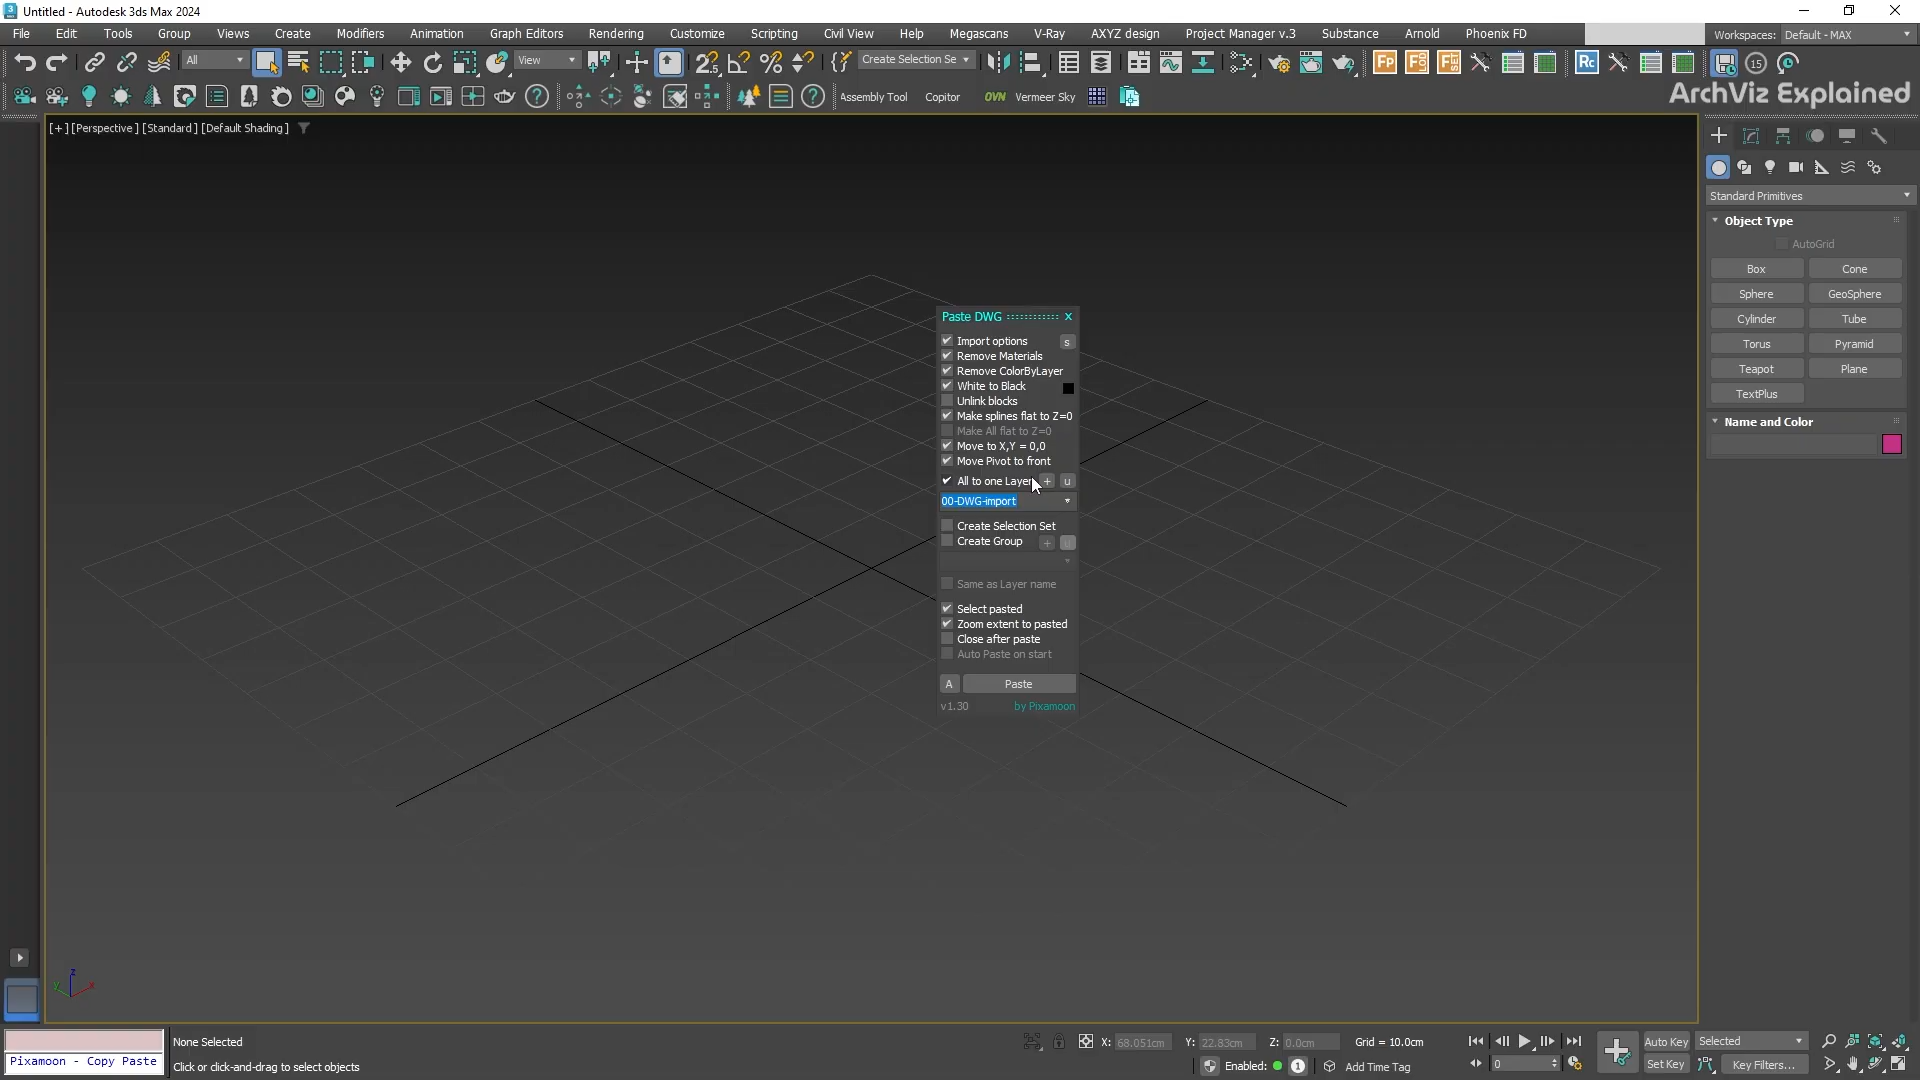 Untitled - Autodesk 3ds Max 2024
File Edit Tools Group Views Create Modifiers Animation Graph Editors Rendering Customize Scripting Civil View Help Megascans V-Ray AXYZ design Project Manager v.3 Substance Arnold Phoenix FD Workspaces: Default - MAX
All View Create Selection Se Rc 15
Assembly Tool Copitor OVN Vermeer Sky
ArchViz Explained
[+] [Perspective] [Standard] [Default Shading]
Standard Primitives
Object Type
AutoGrid
Box Cone
Sphere GeoSphere
Cylinder Tube
Torus Pyramid
Teapot Plane
TextPlus
Name and Color
Paste DWG x
Import options s
Remove Materials
Remove ColorByLayer
White to Black
Unlink blocks
Make splines flat to Z=0
Make All flat to Z=0
Move to X,Y = 0,0
Move Pivot to front
All to one Layer + u
00-DWG-import
Create Selection Set
Create Group + u
Same as Layer name
Select pasted
Zoom extent to pasted
Close after paste
Auto Paste on start
A Paste
v1.30 by Pixamoon
z
y x
None Selected X: 68.051cm Y: 22.83cm Z: 0.0cm Grid = 10.0cm Auto Key Selected
Pixamoon - Copy Paste
Click or click-and-drag to select objects Enabled: 1 Add Time Tag 0 Set Key Key Filters...